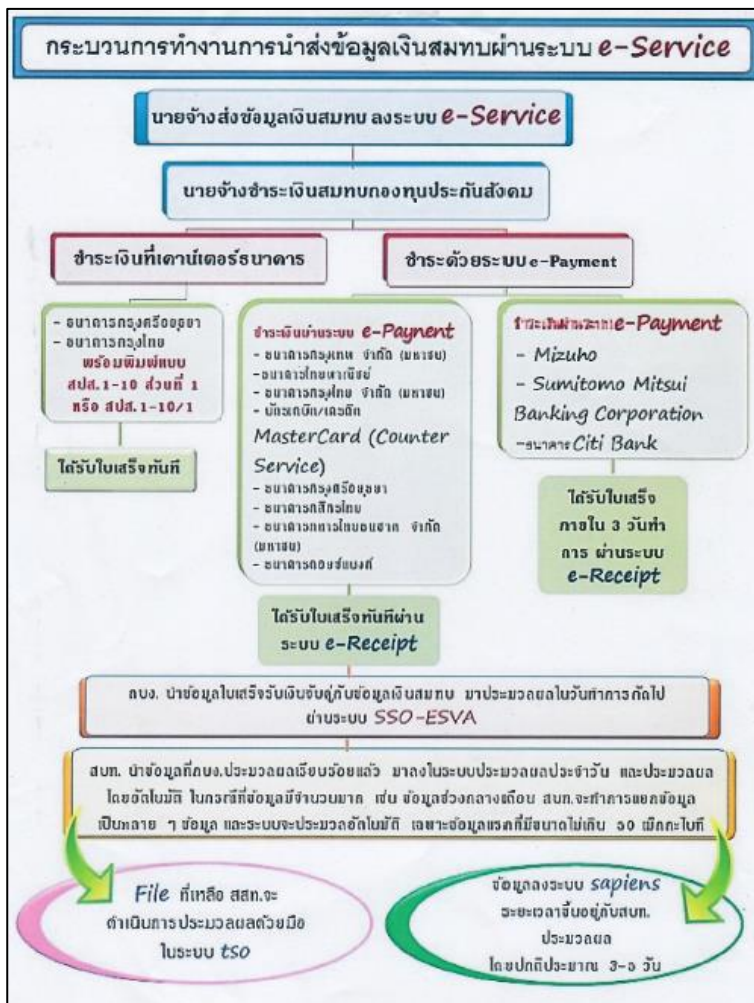 กระบวนการทำงานการนำส่งข้อมูลเงินสมทบผ่านระบบ e-Service
นายจ้างส่งข้อมูลเงินสมทบ ลงระบบ e-Service
นายจ้างชำระเงินสมทบกองทุนประกันสังคม
ชำระเงินที่เคาน์เตอร์ธนาคาร
- ธนาคารกรุงศรีอยุธยา
- ธนาคารกรุงไทย
พร้อมพิมพ์แบบ
สปส.1-10 ส่วนที่ 1
หรือ สปส.1-10/1
ได้รับใบเสร็จทันที
ชำระด้วยระบบ e-Payment
ชำระเงินผ่านระบบ e-Paynent
- ธนาคารกรุงเทพ จำกัด (มหาชน)
-ธนาคารไทยพาณิชย์
- ธนาคารกรุงไทย จำกัด (มหาชน)
- บัตรเดบิต/เครดิต
MasterCard (Counter
Service)
- ธนาคารกรุงศรีอยุธยา
- ธนาคารกสิกรไทย
- ธนาคารทหารไทยธนชาต จำกัด
(มหาชน)
- ธนาคารดอยซ์แบงก์
ได้รับใบเสร็จทันทีผ่าน
ระบบ e-Receipt
ชำระเงินผ่านระบบe-Payment
- Mizuho
- Sumitomo Mitsui
Banking Corporation
-ธนาคาร Citi Bank
ได้รับใบเสร็จ
ภายใน 3 วันทำ
การ ผ่านระบบ
e-Receipt
กบง. นำข้อมูลใบเสร็จรับเงินจับคู่กับข้อมูลเงินสมทบ มาประมวลผลในวันทำการถัดไป
ผ่านระบบ SSO-ESVA
สบท. นำข้อมูลที่กบง.ประมวลผลเรียบร้อยแล้ว มาลงในระบบประมวลผลประจำวัน และประมวลผล
โดยอัตโนมัติ ในกรณีที่ข้อมูลมีจำนวนมาก เช่น ข้อมูลช่วงกลางเดือน สบท.จะทำการแยกข้อมูล
เป็นหลาย ๆ ข้อมูล และระบบจะประมวลอัตโนมัติ เฉพาะข้อมูลแรกที่มีขนาดไม่เกิน 50 เม็กกะไบท์
File ที่เหลือ สสท.จะ
ดำเนินการประมวลผลด้วยมือ
ในระบบ tso
ข้อมูลลงระบบ sapiens
ระยะเวลาขึ้นอยู่กับสบท.
ประมวลผล
โดยปกติประมาณ 3-5 วัน